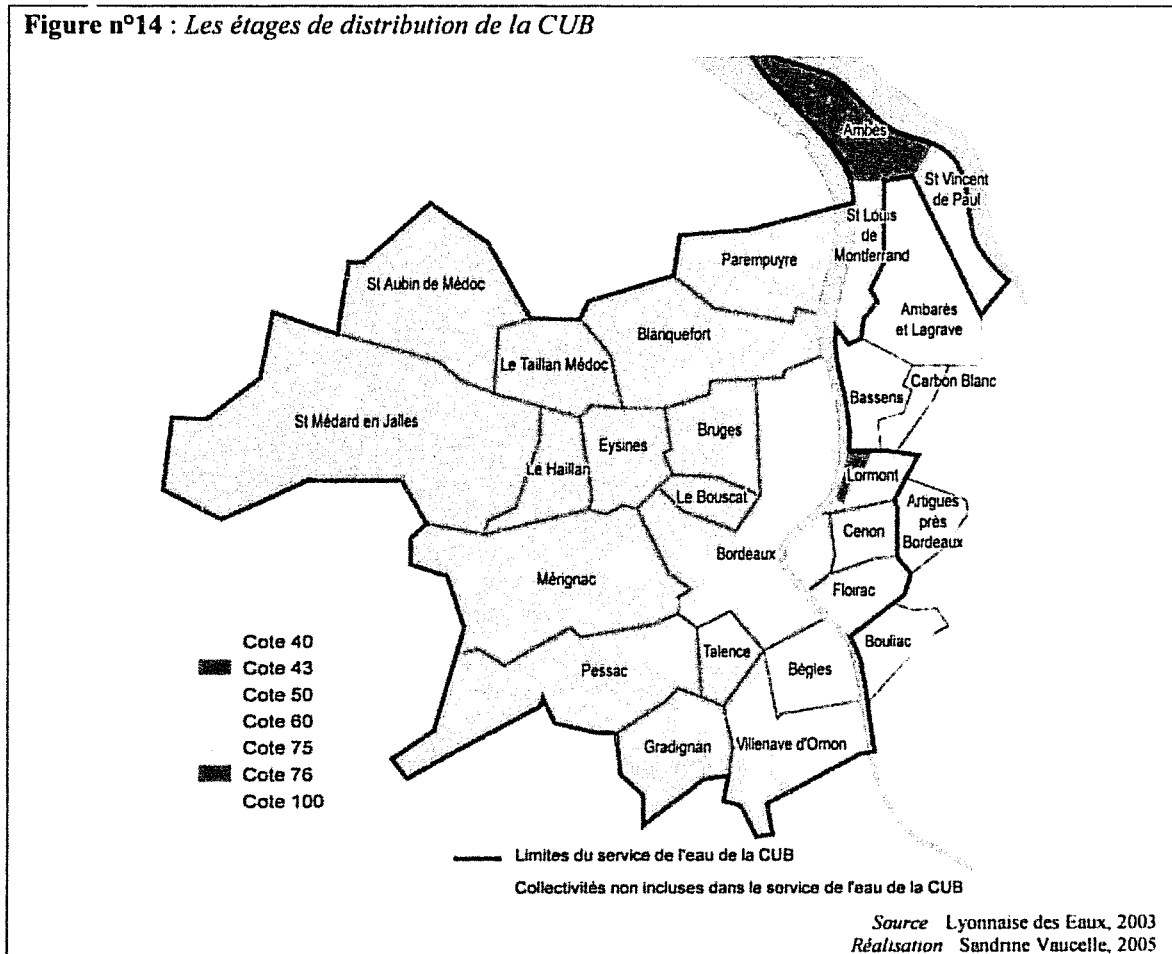 Figure n°14 : Les étages de distribution de la CUB
Ambès
St Vincent
de Paul
St Louis
de
Montferrand
Parempuyre
St Aubin de Médoc
Ambarès
et Lagrave
Blanquefort
Le Taillan Médoc
Carbon Blanc
Bassens
St Médard en Jalles
Bruges
Eysines
Le Haillan
Lormont
Le Bouscat
Artigues
près
Bordeaux
Cenon
Bordeaux
Mérignac
Floirac
Bouliac
Talence
Pessac
Bégles
Gradignan
Villenave d'Ornon
Cote 40
Cote 43
Cote 50
Cote 60
Cote 75
Cote 76
Cote 100
Limites du service de l'eau de la CUB
Collectivités non incluses dans le service de l'eau de la CUB
Source Lyonnaise des Eaux, 2003
Réalisation Sandrine Vaucelle, 2005